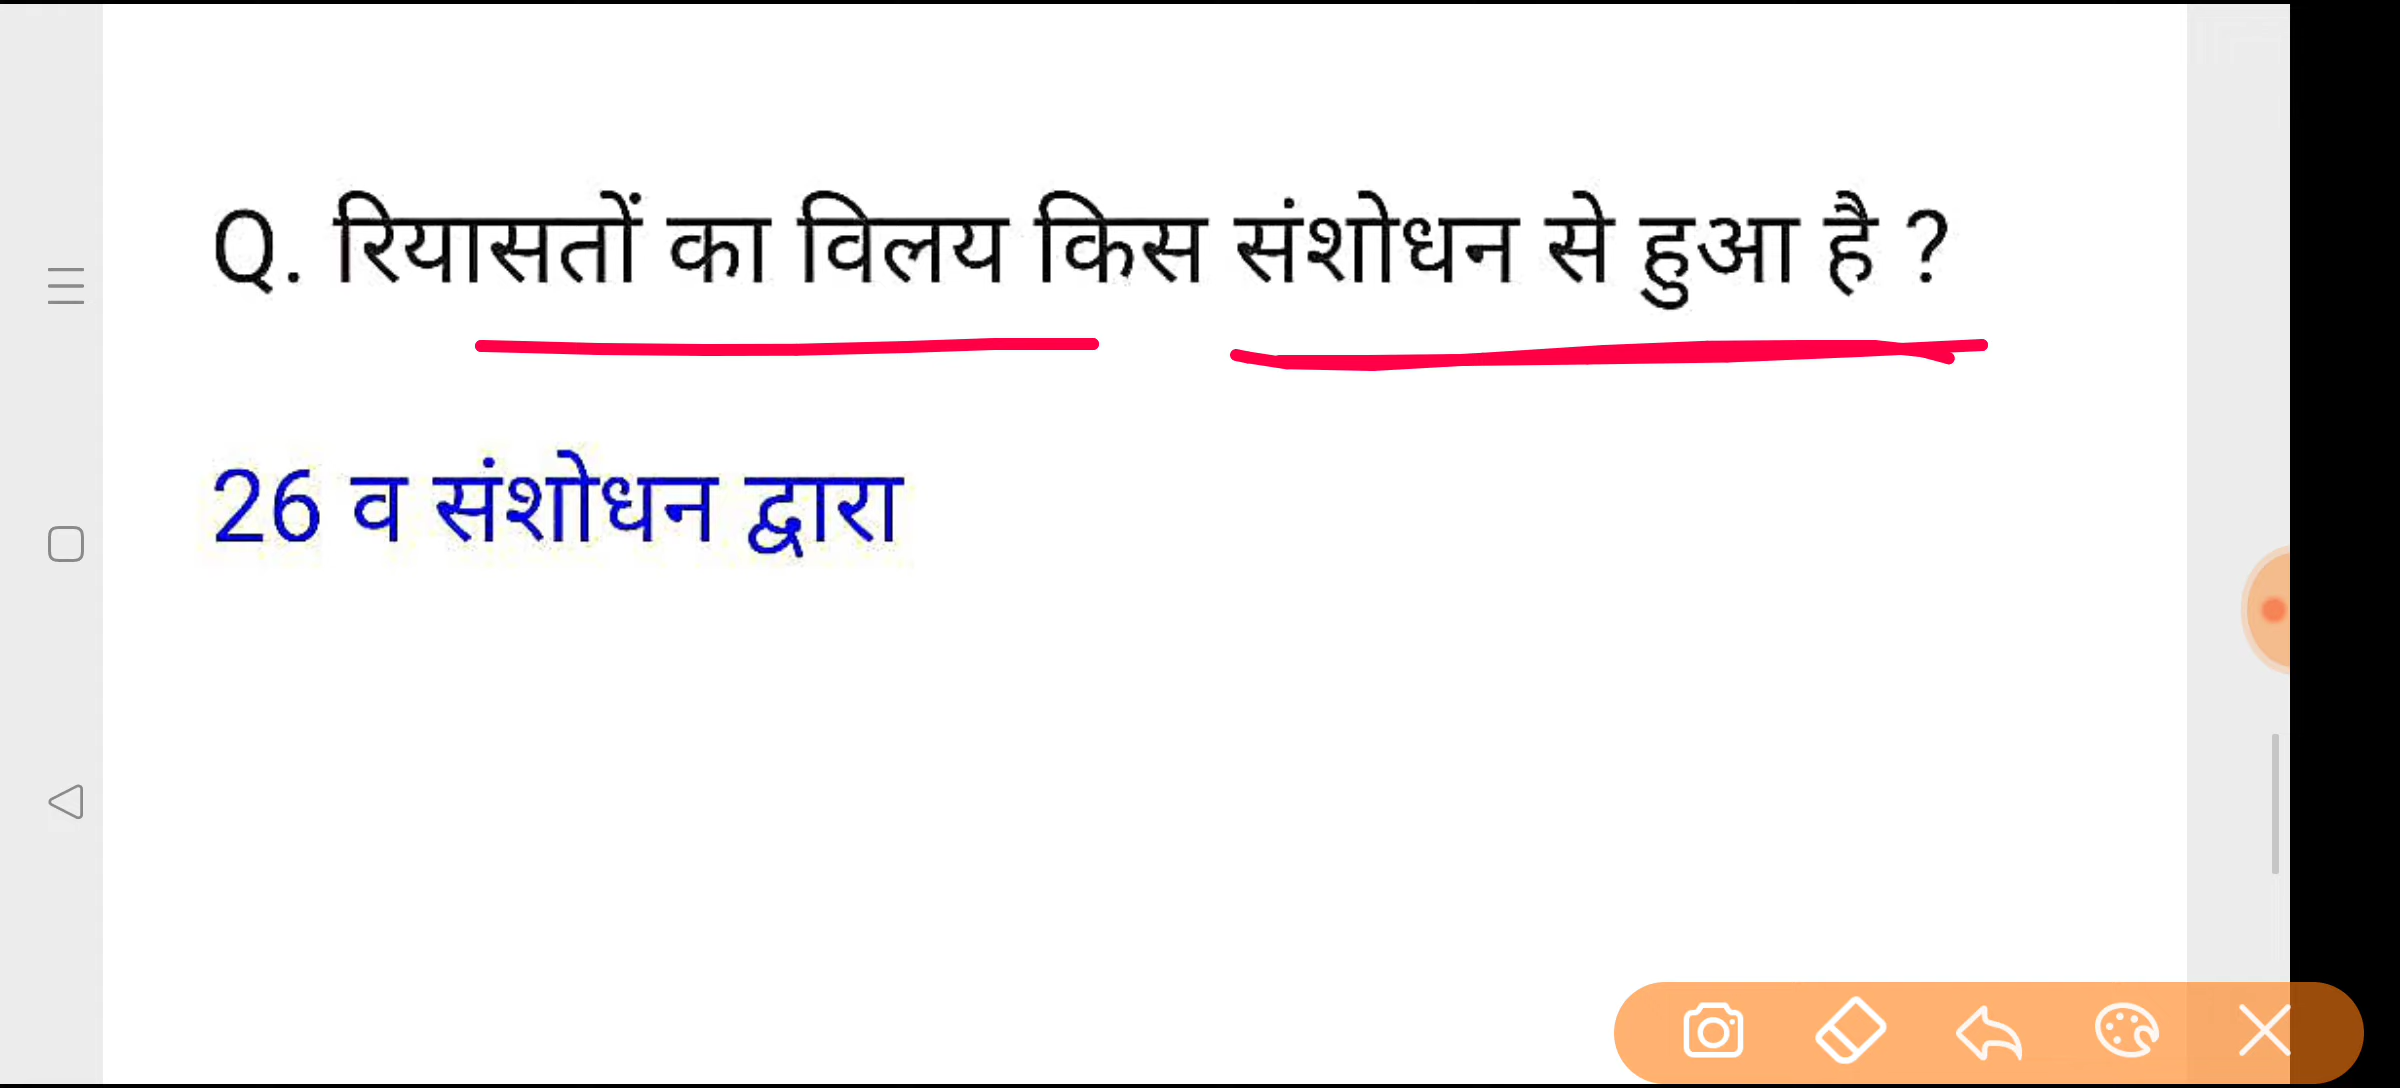 Q. रियासतों का विलय किस संशोधन से हुआ है ?
26 व संशोधन द्वारा